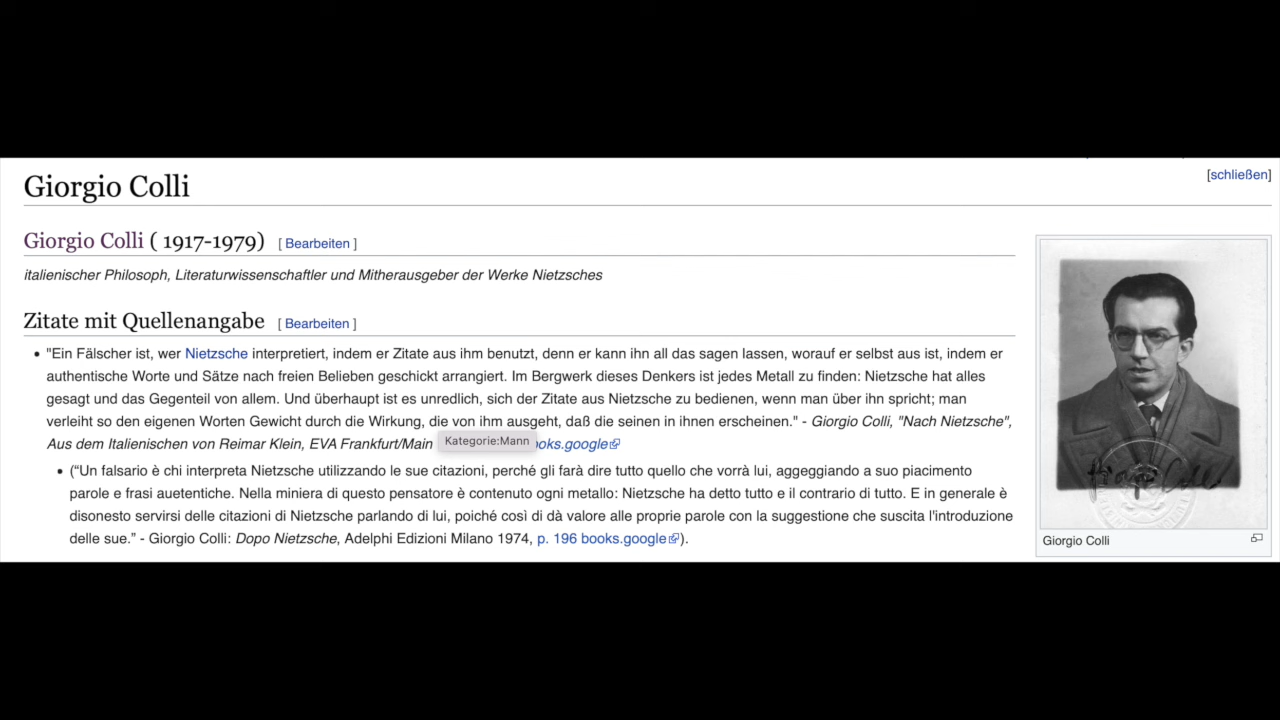 [schließen]
Giorgio Colli
Giorgio Colli ( 1917-1979) [ Bearbeiten ]
italienischer Philosoph, Literaturwissenschaftler und Mitherausgeber der Werke Nietzsches
Zitate mit Quellenangabe [ Bearbeiten ]
"Ein Fälscher ist, wer Nietzsche interpretiert, indem er Zitate aus ihm benutzt, denn er kann ihn all das sagen lassen, worauf er selbst aus ist, indem er
authentische Worte und Sätze nach freien Belieben geschickt arrangiert. Im Bergwerk dieses Denkers ist jedes Metall zu finden: Nietzsche hat alles
gesagt und das Gegenteil von allem. Und überhaupt ist es unredlich, sich der Zitate aus Nietzsche zu bedienen, wenn man über ihn spricht; man
verleiht so den eigenen Worten Gewicht durch die Wirkung, die von ihm ausgeht, daß die seinen in ihnen erscheinen." - Giorgio Colli, "Nach Nietzsche",
Aus dem Italienischen von Reimar Klein, EVA Frankfurt/Main Kategorie:Mann oks.google
("Un falsario è chi interpreta Nietzsche utilizzando le sue citazioni, perché gli farà dire tutto quello che vorrà lui, aggeggiando a suo piacimento
parole e frasi auetentiche. Nella miniera di questo pensatore è contenuto ogni metallo: Nietzsche ha detto tutto e il contrario di tutto. E in generale è
disonesto servirsi delle citazioni di Nietzsche parlando di lui, poiché così di dà valore alle proprie parole con la suggestione che suscita l'introduzione
delle sue." - Giorgio Colli: Dopo Nietzsche, Adelphi Edizioni Milano 1974, p. 196 books.google).
Giorgio Colli